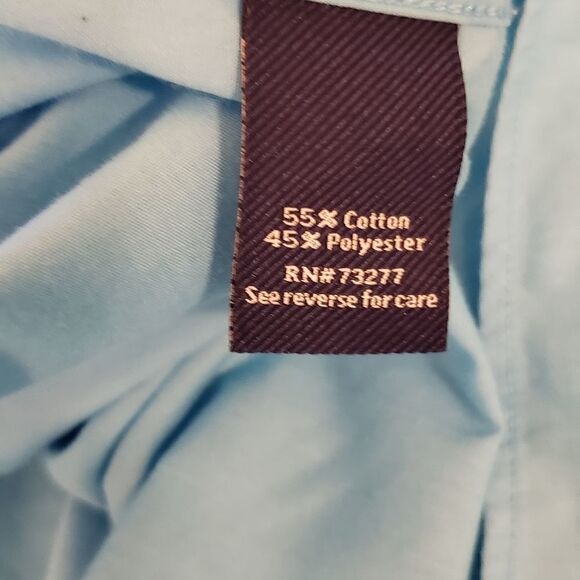 55% Cotton
45% Polyester
RN# 73277
See reverse for care